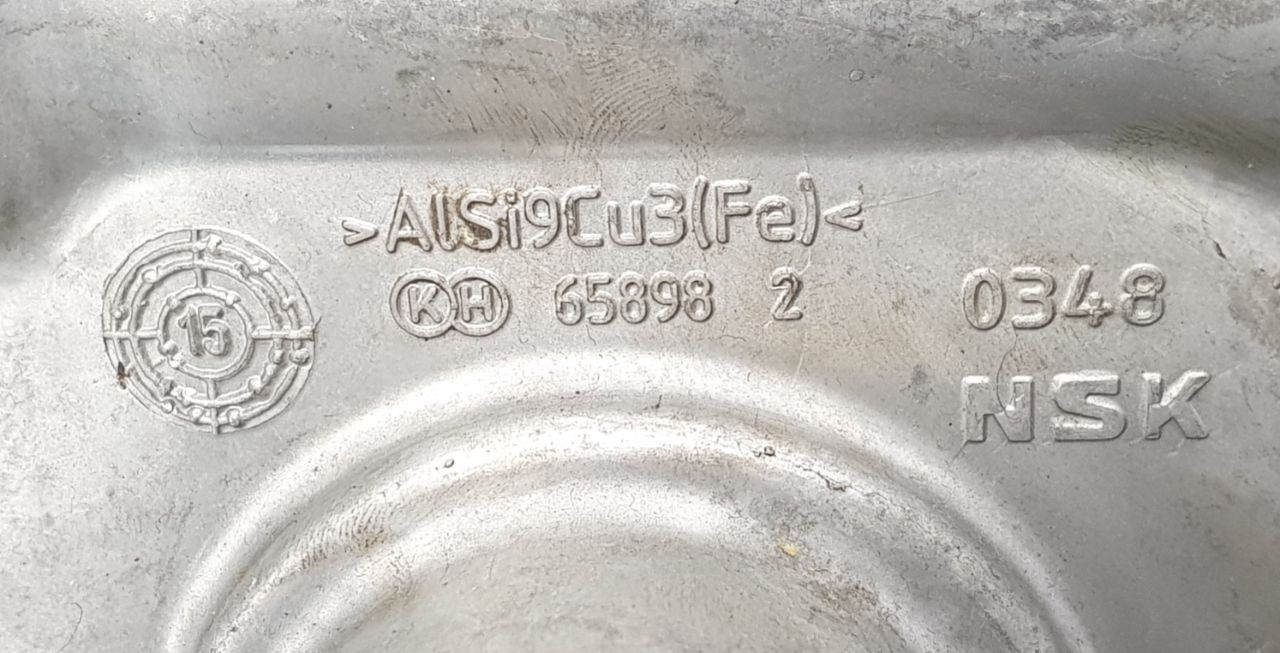 >AlSi9Cu3(Fe)<
15
KH 65898 2
0348
NSK